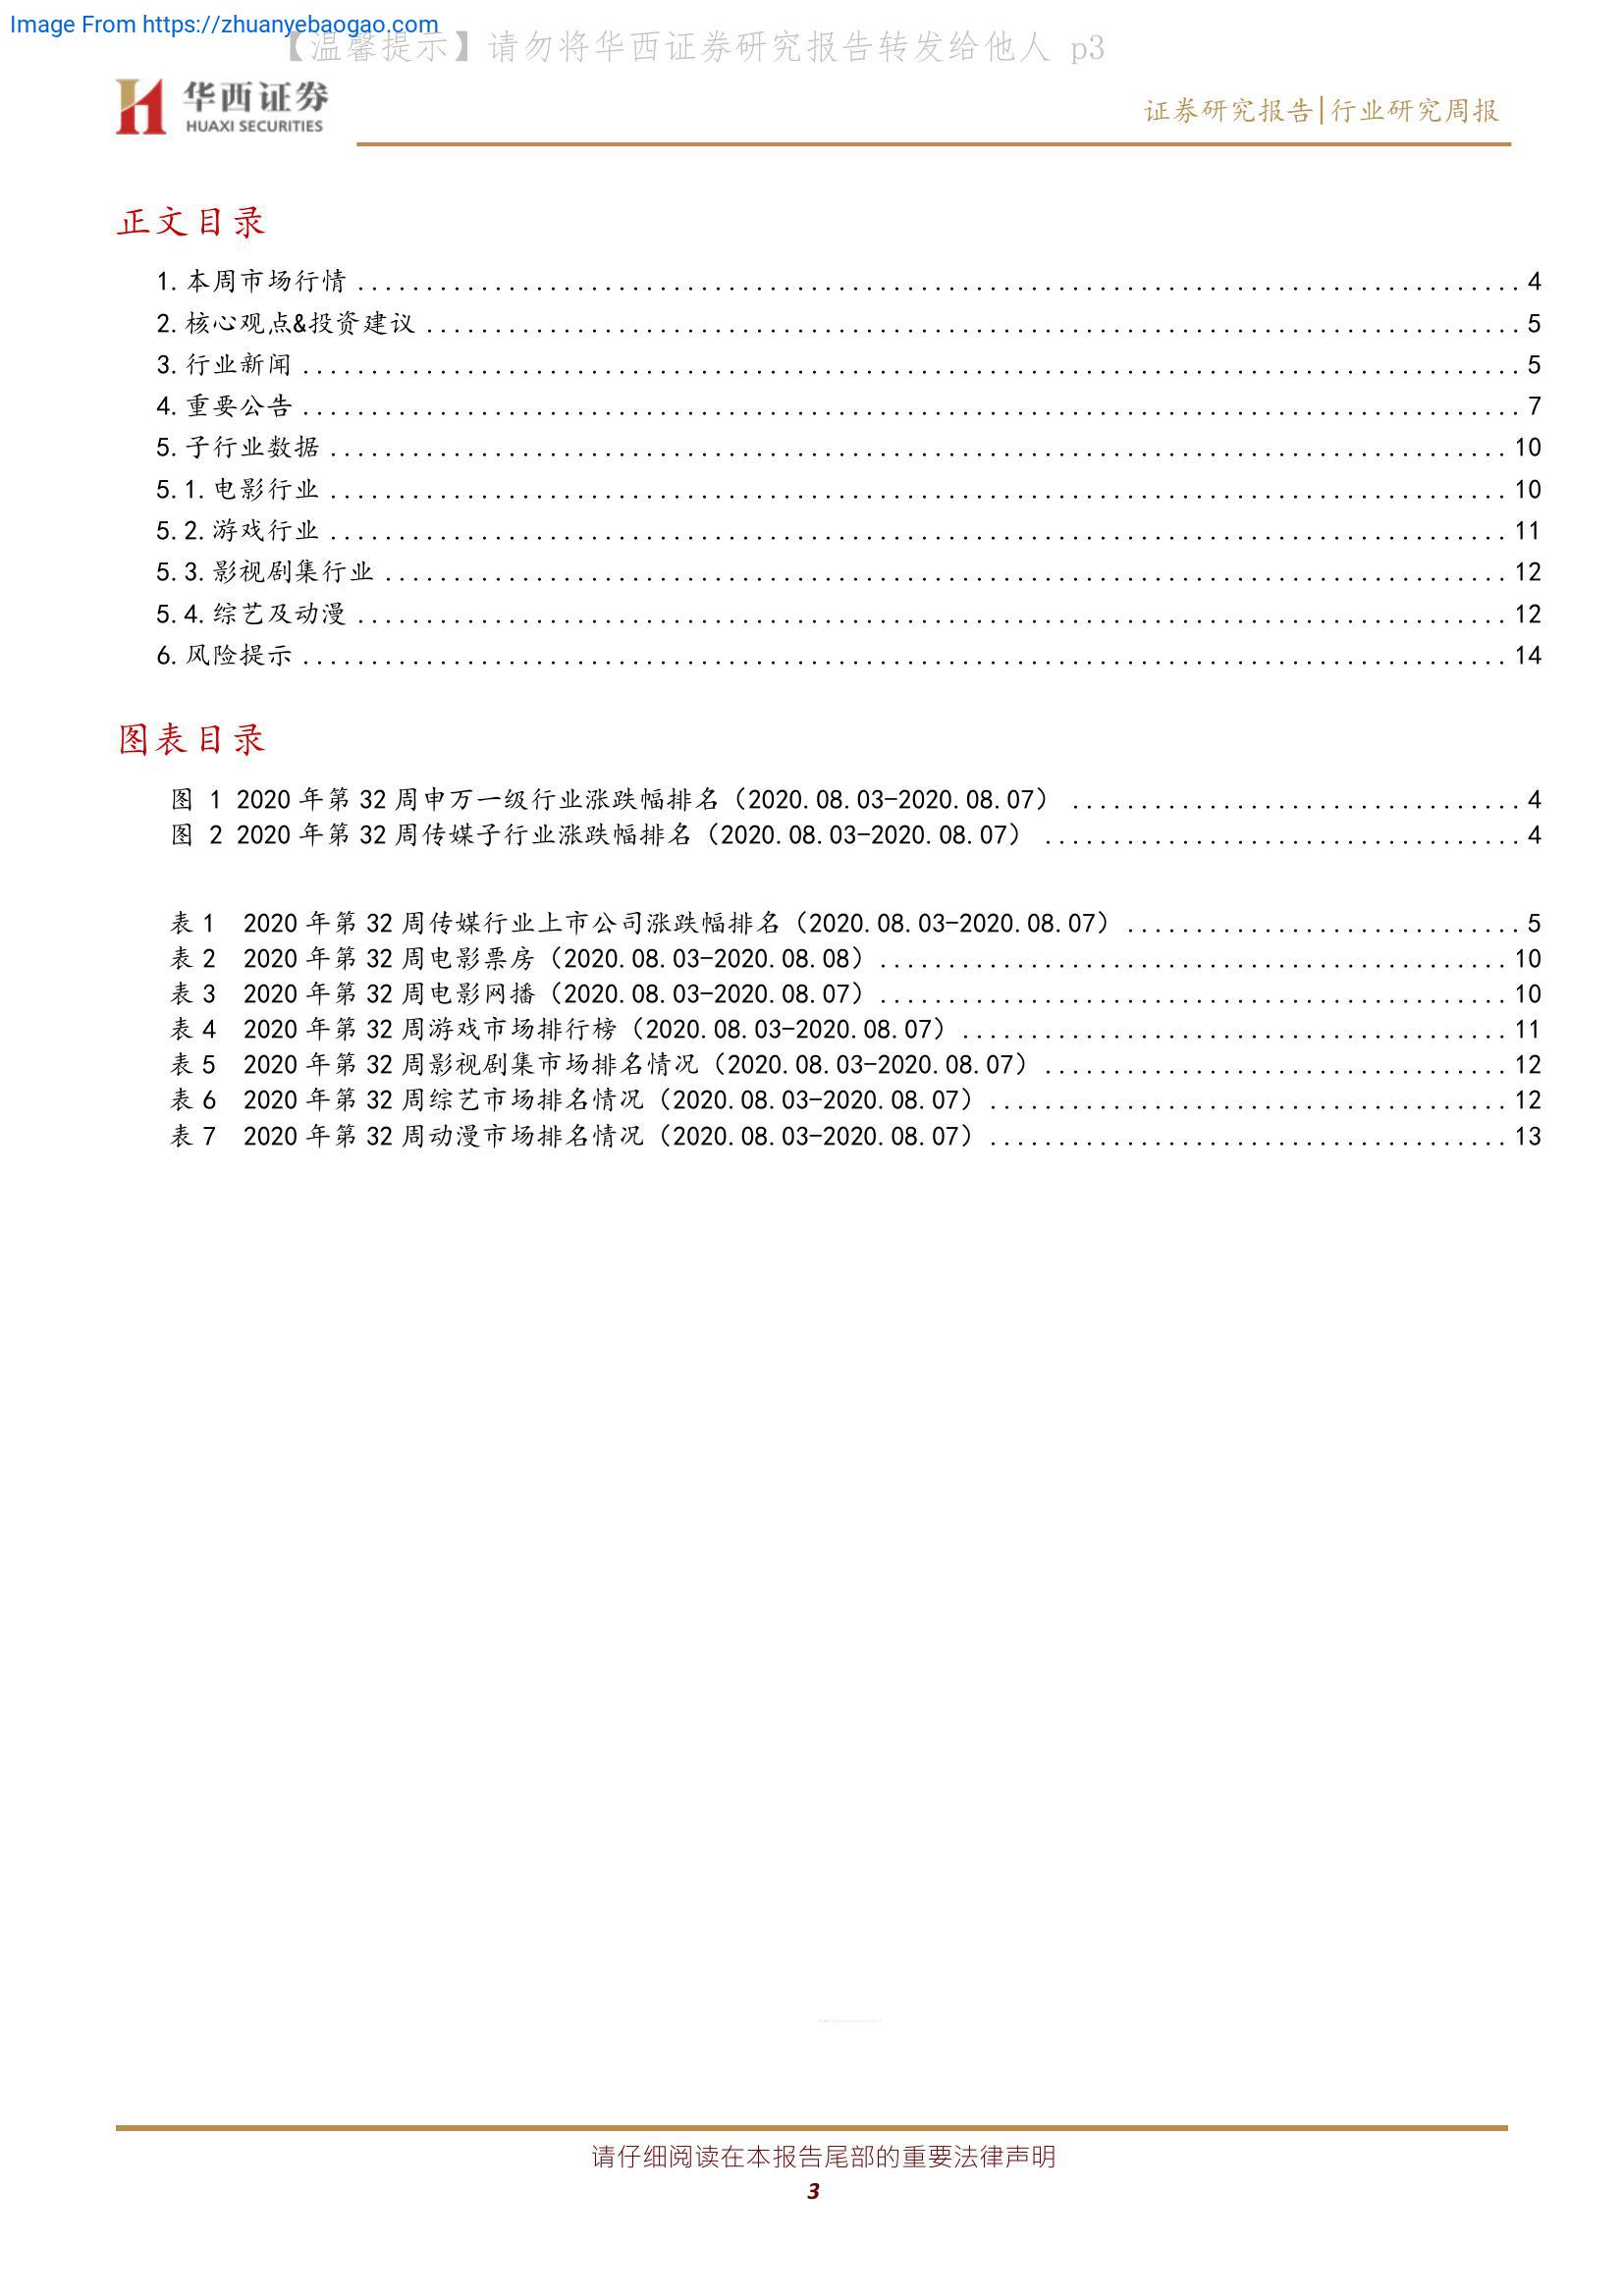 Image From https://zhuanyebaogao.com
【温馨提示】请勿将华西证券研究报告转发给他人 p3
华西证券
HUAXI SECURITIES
证券研究报告|行业研究周报
正文目录
1.本周市场行情 .......... 4
2.核心观点&投资建议 .......... 5
3.行业新闻 .......... 5
4.重要公告 .......... 7
5.子行业数据 .......... 10
5.1.电影行业 .......... 10
5.2.游戏行业 .......... 11
5.3.影视剧集行业 .......... 12
5.4.综艺及动漫 .......... 12
6.风险提示 .......... 14
图表目录
图 1 2020 年第 32 周申万一级行业涨跌幅排名（2020.08.03-2020.08.07） .......... 4
图 2 2020 年第 32 周传媒子行业涨跌幅排名（2020.08.03-2020.08.07） .......... 4
表 1 2020 年第 32 周传媒行业上市公司涨跌幅排名（2020.08.03-2020.08.07） .......... 5
表 2 2020 年第 32 周电影票房（2020.08.03-2020.08.08） .......... 10
表 3 2020 年第 32 周电影网播（2020.08.03-2020.08.07） .......... 10
表 4 2020 年第 32 周游戏市场排行榜（2020.08.03-2020.08.07） .......... 11
表 5 2020 年第 32 周影视剧集市场排名情况（2020.08.03-2020.08.07） .......... 12
表 6 2020 年第 32 周综艺市场排名情况（2020.08.03-2020.08.07） .......... 12
表 7 2020 年第 32 周动漫市场排名情况（2020.08.03-2020.08.07） .......... 13
请仔细阅读在本报告尾部的重要法律声明
3